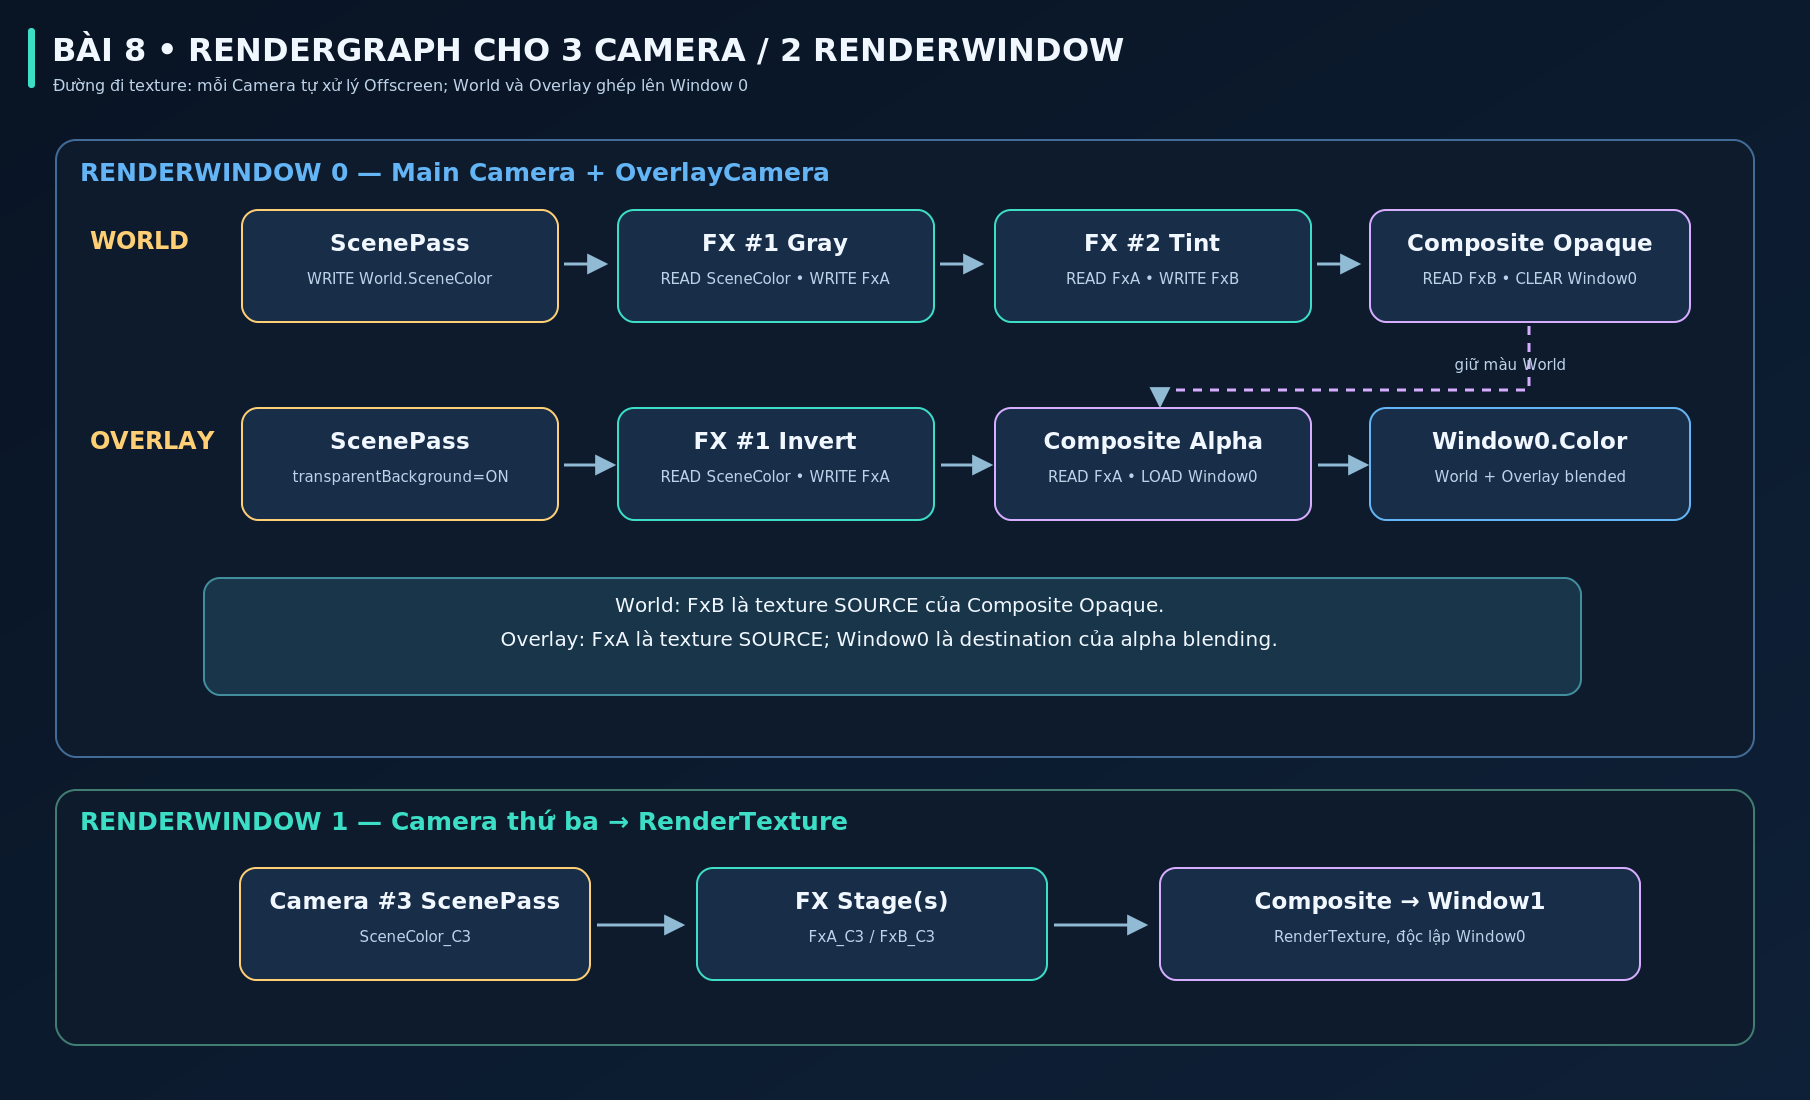 BÀI 8 • RENDERGRAPH CHO 3 CAMERA / 2 RENDERWINDOW
Đường đi texture: mỗi Camera tự xử lý Offscreen; World và Overlay ghép lên Window 0
RENDERWINDOW 0 — Main Camera + OverlayCamera
WORLD
ScenePass
WRITE World.SceneColor
FX #1 Gray
READ SceneColor • WRITE FxA
FX #2 Tint
READ FxA • WRITE FxB
Composite Opaque
READ FxB • CLEAR Window0
giữ màu World
OVERLAY
ScenePass
transparentBackground=ON
FX #1 Invert
READ SceneColor • WRITE FxA
Composite Alpha
READ FxA • LOAD Window0
Window0.Color
World + Overlay blended
World: FxB là texture SOURCE của Composite Opaque.
Overlay: FxA là texture SOURCE; Window0 là destination của alpha blending.
RENDERWINDOW 1 — Camera thứ ba → RenderTexture
Camera #3 ScenePass
SceneColor_C3
FX Stage(s)
FxA_C3 / FxB_C3
Composite → Window1
RenderTexture, độc lập Window0